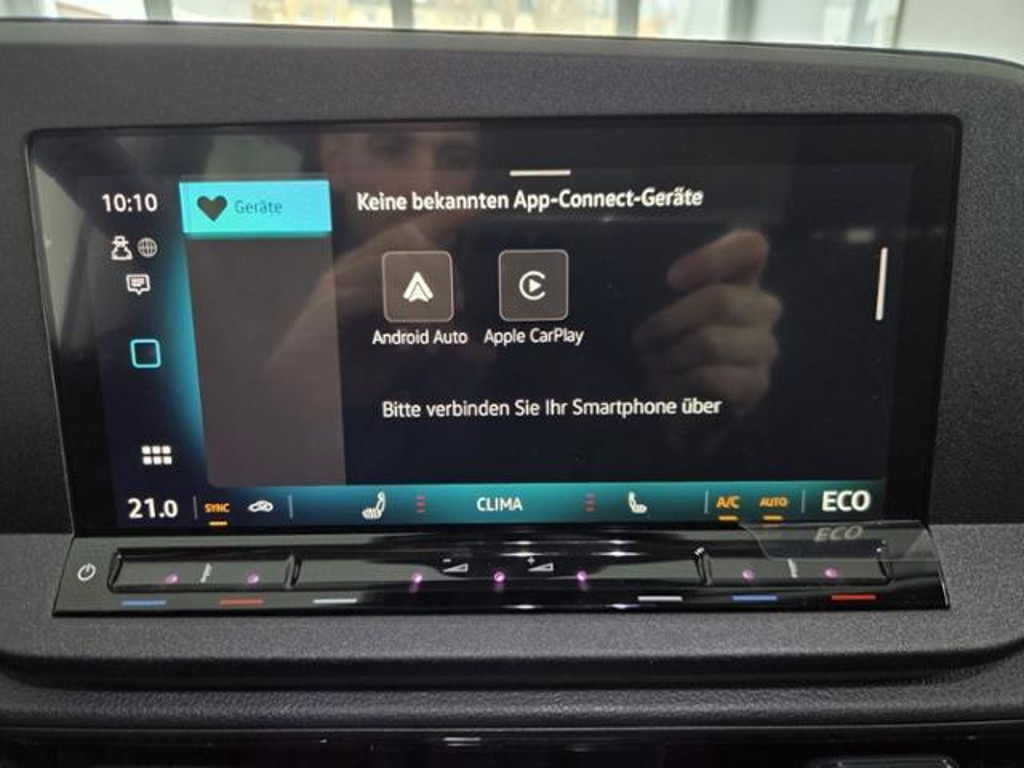 10:10
Geräte
Keine bekannten App-Connect-Geräte
Android Auto
Apple CarPlay
Bitte verbinden Sie Ihr Smartphone über
21.0
SYNC
CLIMA
A/C
AUTO
ECO
ECO